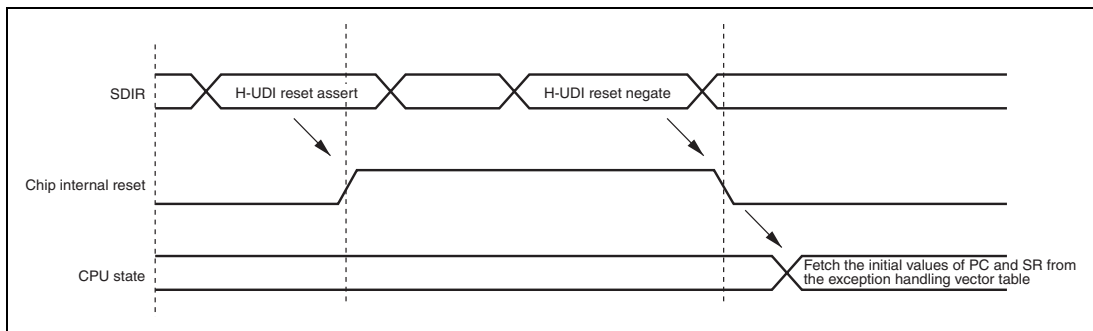 SDIR
H-UDI reset assert
H-UDI reset negate
Chip internal reset
CPU state
Fetch the initial values of PC and SR from
the exception handling vector table